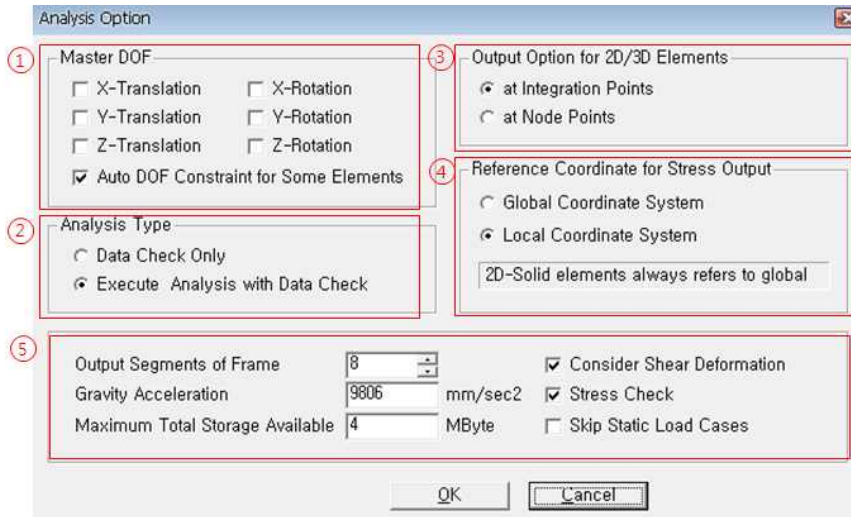 Analysis Option
①
Master DOF
X-Translation X-Rotation
Y-Translation Y-Rotation
Z-Translation Z-Rotation
Auto DOF Constraint for Some Elements
②
Analysis Type
Data Check Only
Execute Analysis with Data Check
③
Output Option for 2D/3D Elements
at Integration Points
at Node Points
④
Reference Coordinate for Stress Output
Global Coordinate System
Local Coordinate System
2D-Solid elements always refers to global
⑤
Output Segments of Frame 8 Consider Shear Deformation
Gravity Acceleration 9806 mm/sec2 Stress Check
Maximum Total Storage Available 4 MByte Skip Static Load Cases
OK Cancel